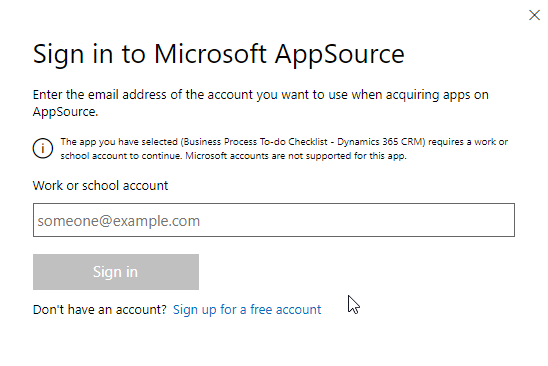 Sign in to Microsoft AppSource
Enter the email address of the account you want to use when acquiring apps on
AppSource.
The app you have selected (Business Process To-do Checklist - Dynamics 365 CRM) requires a work or
school account to continue. Microsoft accounts are not supported for this app.
Work or school account
someone@example.com
Sign in
Don't have an account? Sign up for a free account